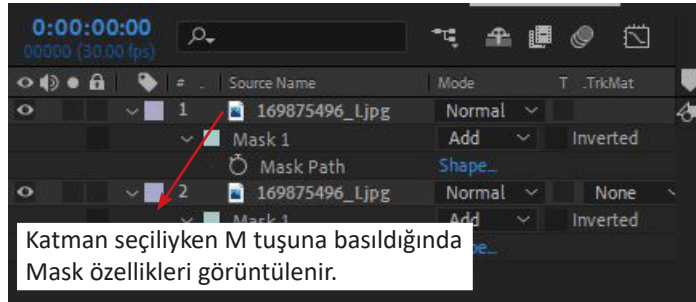 0:00:00:00
00000 (30.00 fps)
# . Source Name Mode T .TrkMat
1 169875496_l.jpg Normal
Mask 1 Add Inverted
Mask Path Shape...
2 169875496_l.jpg Normal None
Mask 1 Add Inverted
Katman seçiliyken M tuşuna basıldığında
Mask özellikleri görüntülenir.